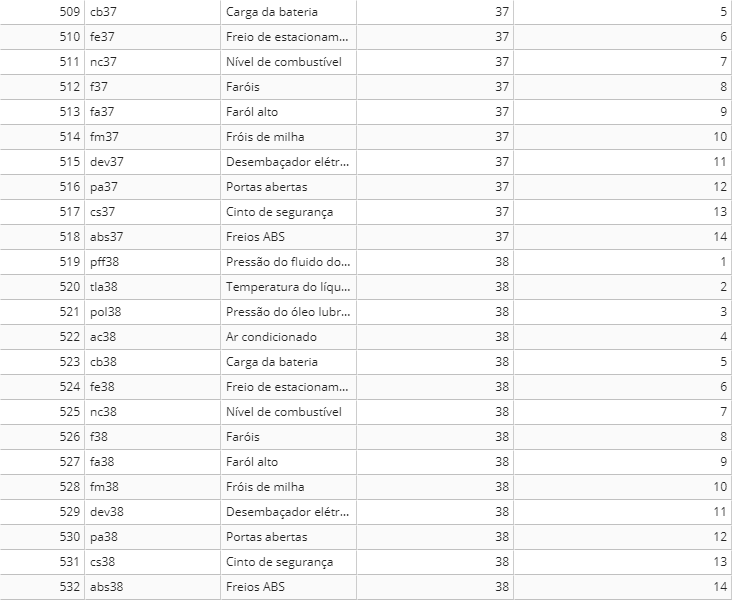 509 cb37 Carga da bateria 37 5
510 fe37 Freio de estacionam... 37 6
511 nc37 Nível de combustível 37 7
512 f37 Faróis 37 8
513 fa37 Faról alto 37 9
514 fm37 Fróis de milha 37 10
515 dev37 Desembaçador elétr... 37 11
516 pa37 Portas abertas 37 12
517 cs37 Cinto de segurança 37 13
518 abs37 Freios ABS 37 14
519 pff38 Pressão do fluido do... 38 1
520 tla38 Temperatura do líqu... 38 2
521 pol38 Pressão do óleo lubr... 38 3
522 ac38 Ar condicionado 38 4
523 cb38 Carga da bateria 38 5
524 fe38 Freio de estacionam... 38 6
525 nc38 Nível de combustível 38 7
526 f38 Faróis 38 8
527 fa38 Faról alto 38 9
528 fm38 Fróis de milha 38 10
529 dev38 Desembaçador elétr... 38 11
530 pa38 Portas abertas 38 12
531 cs38 Cinto de segurança 38 13
532 abs38 Freios ABS 38 14